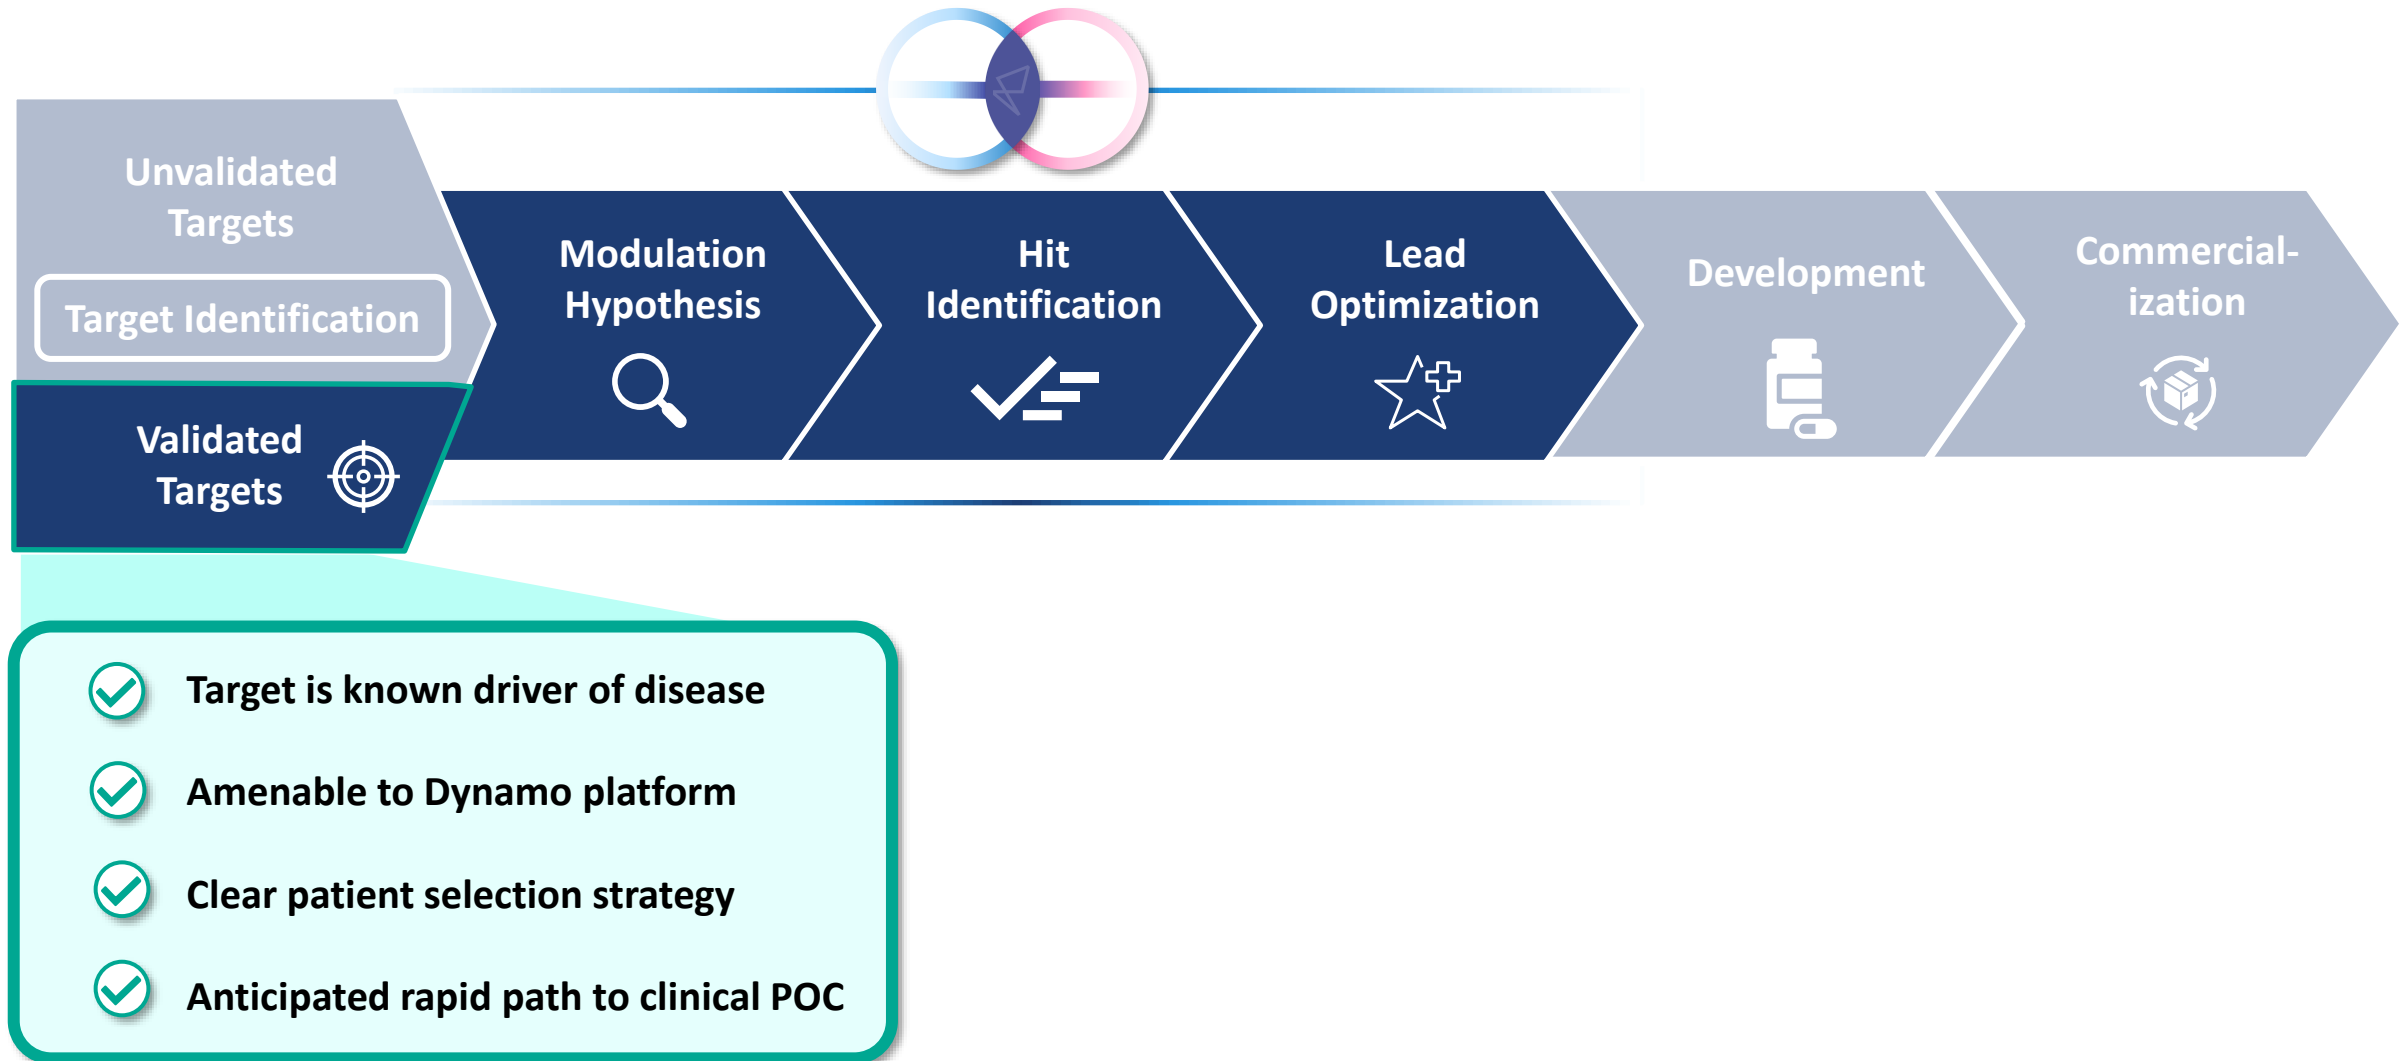 Unvalidated
Targets
Target Identification
Validated
Targets
Modulation
Hypothesis
Hit
Identification
Lead
Optimization
Development
Commercial-
ization
Target is known driver of disease
Amenable to Dynamo platform
Clear patient selection strategy
Anticipated rapid path to clinical POC